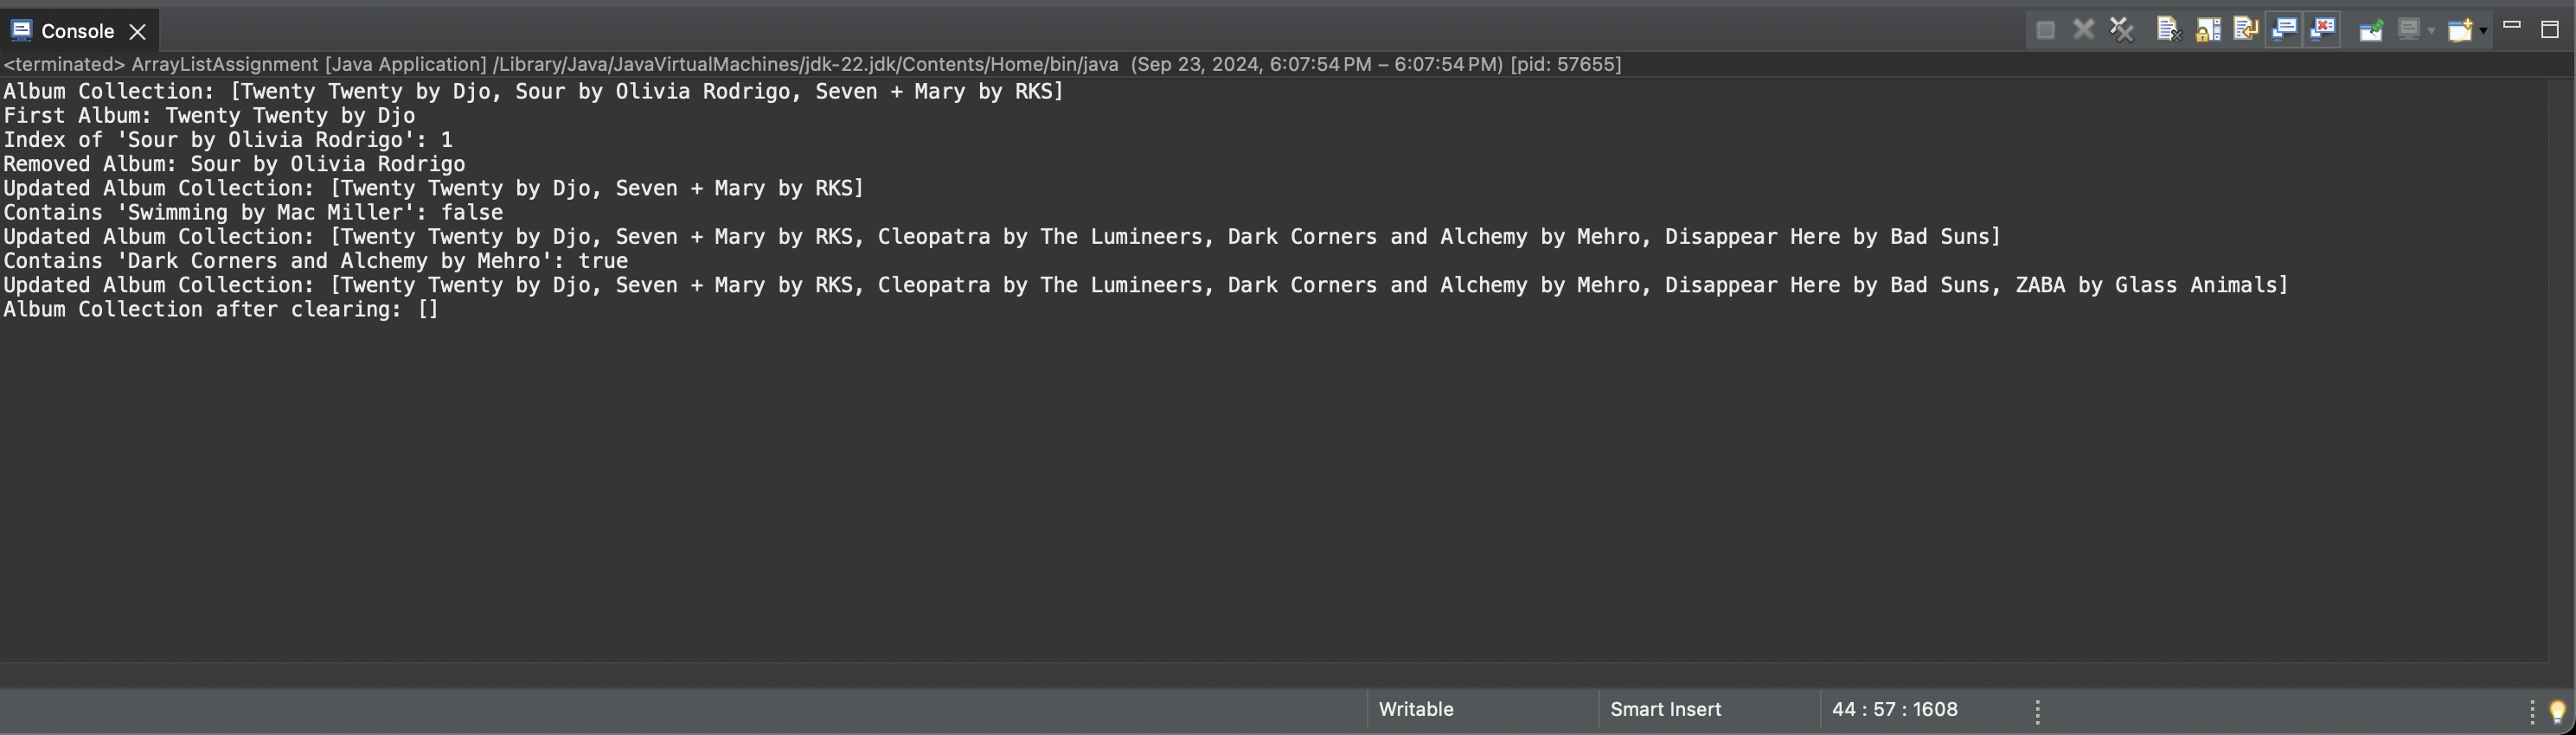 Console
<terminated> ArrayListAssignment [Java Application] /Library/Java/JavaVirtualMachines/jdk-22.jdk/Contents/Home/bin/java (Sep 23, 2024, 6:07:54 PM – 6:07:54 PM) [pid: 57655]
Album Collection: [Twenty Twenty by Djo, Sour by Olivia Rodrigo, Seven + Mary by RKS]
First Album: Twenty Twenty by Djo
Index of 'Sour by Olivia Rodrigo': 1
Removed Album: Sour by Olivia Rodrigo
Updated Album Collection: [Twenty Twenty by Djo, Seven + Mary by RKS]
Contains 'Swimming by Mac Miller': false
Updated Album Collection: [Twenty Twenty by Djo, Seven + Mary by RKS, Cleopatra by The Lumineers, Dark Corners and Alchemy by Mehro, Disappear Here by Bad Suns]
Contains 'Dark Corners and Alchemy by Mehro': true
Updated Album Collection: [Twenty Twenty by Djo, Seven + Mary by RKS, Cleopatra by The Lumineers, Dark Corners and Alchemy by Mehro, Disappear Here by Bad Suns, ZABA by Glass Animals]
Album Collection after clearing: []
Writable Smart Insert 44 : 57 : 1608